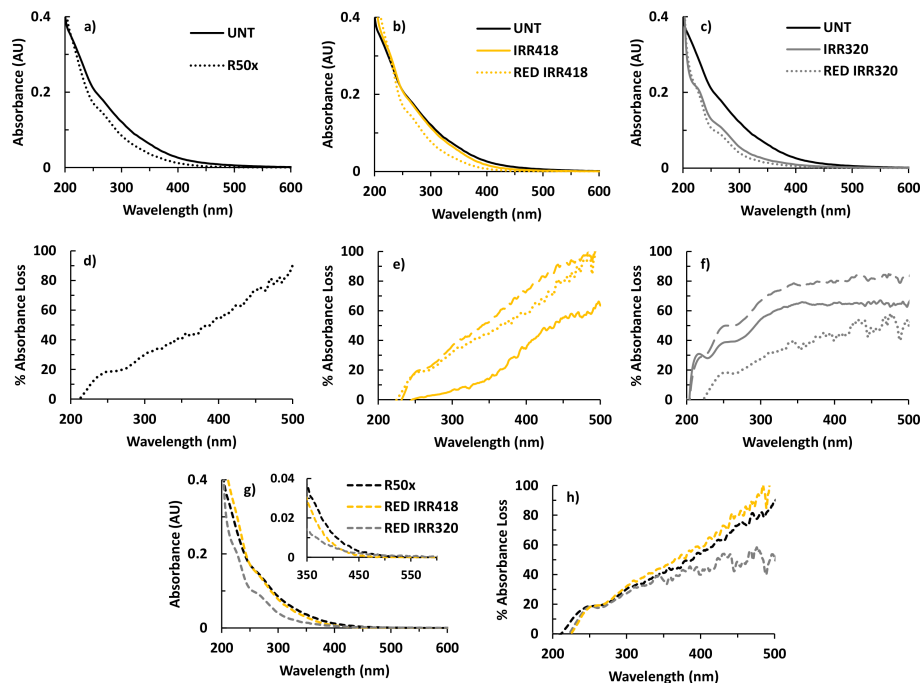 a)
UNT
R50x
0.4
0.2
0
Absorbance (AU)
200 300 400 500 600
Wavelength (nm)
b)
UNT
IRR418
RED IRR418
0.4
0.2
0
Absorbance (AU)
200 300 400 500 600
Wavelength (nm)
c)
UNT
IRR320
RED IRR320
0.4
0.2
0
Absorbance (AU)
200 300 400 500 600
Wavelength (nm)
d)
100
80
60
40
20
0
% Absorbance Loss
200 300 400 500
Wavelength (nm)
e)
100
80
60
40
20
0
% Absorbance Loss
200 300 400 500
Wavelength (nm)
f)
100
80
60
40
20
0
% Absorbance Loss
200 300 400 500
Wavelength (nm)
g)
0.4
0.2
0
Absorbance (AU)
0.04
0.02
0
350 450 550
R50x
RED IRR418
RED IRR320
200 300 400 500 600
Wavelength (nm)
h)
100
80
60
40
20
0
% Absorbance Loss
200 300 400 500
Wavelength (nm)